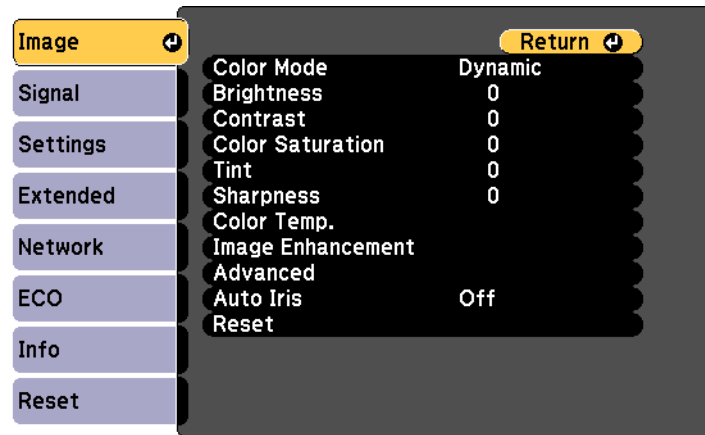 Image
Signal
Settings
Extended
Network
ECO
Info
Reset
Return
Color Mode Dynamic
Brightness 0
Contrast 0
Color Saturation 0
Tint 0
Sharpness 0
Color Temp.
Image Enhancement
Advanced
Auto Iris Off
Reset